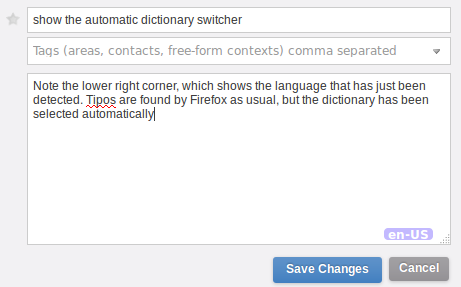 show the automatic dictionary switcher
Tags (areas, contacts, free-form contexts) comma separated
Note the lower right corner, which shows the language that has just been
detected. Tipos are found by Firefox as usual, but the dictionary has been
selected automatically
en-US
Save Changes
Cancel